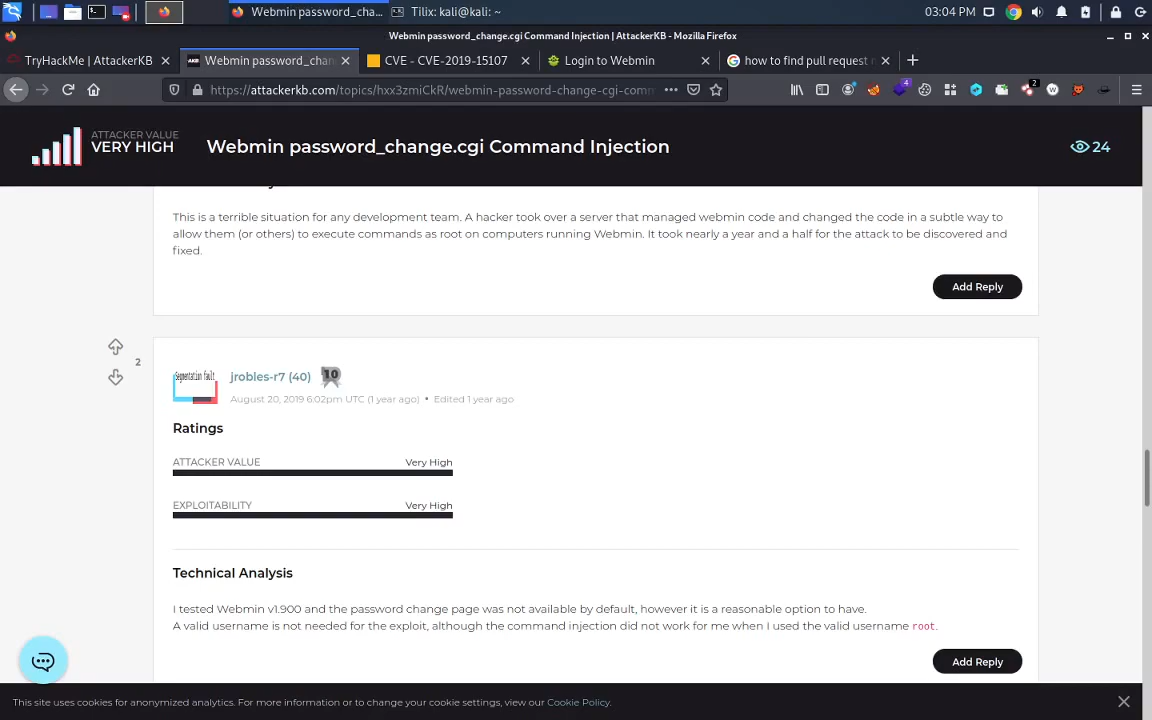 Webmin password_cha...
Tilix: kali@kali: ~
03:04 PM
Webmin password_change.cgi Command Injection | AttackerKB - Mozilla Firefox
TryHackMe | AttackerKB
Webmin password_chan
CVE - CVE-2019-15107
Login to Webmin
how to find pull request
https://attackerkb.com/topics/hxx3zmiCkR/webmin-password-change-cgi-comm
4
2
ATTACKER VALUE
VERY HIGH
Webmin password_change.cgi Command Injection
24
This is a terrible situation for any development team. A hacker took over a server that managed webmin code and changed the code in a subtle way to
allow them (or others) to execute commands as root on computers running Webmin. It took nearly a year and a half for the attack to be discovered and
fixed.
Add Reply
2
Segmentation fault
jrobles-r7 (40)
10
August 20, 2019 6:02pm UTC (1 year ago) • Edited 1 year ago
Ratings
ATTACKER VALUE Very High
EXPLOITABILITY Very High
Technical Analysis
I tested Webmin v1.900 and the password change page was not available by default, however it is a reasonable option to have.
A valid username is not needed for the exploit, although the command injection did not work for me when I used the valid username root.
Add Reply
This site uses cookies for anonymized analytics. For more information or to change your cookie settings, view our Cookie Policy.